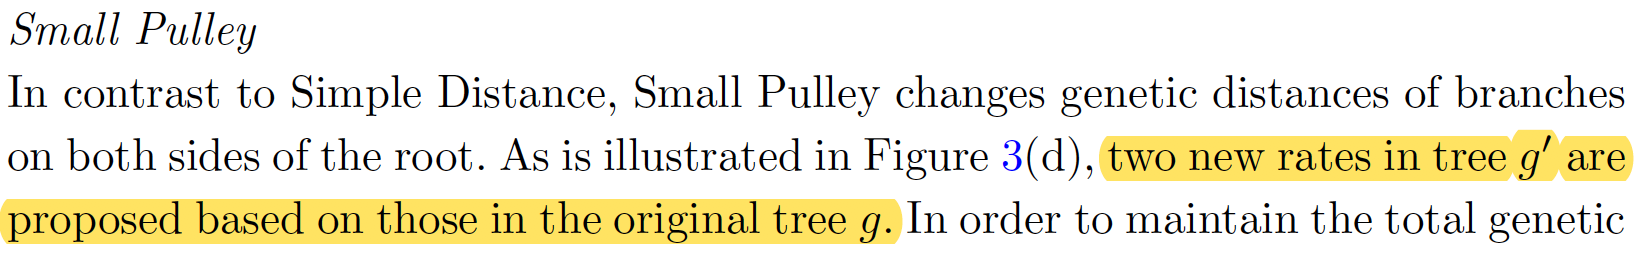 Small Pulley
In contrast to Simple Distance, Small Pulley changes genetic distances of branches
on both sides of the root. As is illustrated in Figure 3(d), two new rates in tree g′ are
proposed based on those in the original tree g. In order to maintain the total genetic